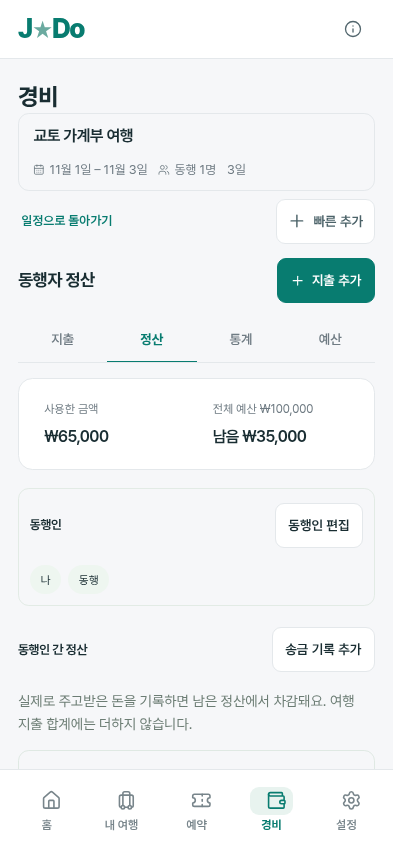 J★Do
경비
교토 가계부 여행
11월 1일 – 11월 3일 동행 1명 3일
일정으로 돌아가기
빠른 추가
동행자 정산
지출 추가
지출 정산 통계 예산
사용한 금액 전체 예산 ₩100,000
₩65,000 남음 ₩35,000
동행인
동행인 편집
나 동행
동행인 간 정산
송금 기록 추가
실제로 주고받은 돈을 기록하면 남은 정산에서 차감돼요. 여행
지출 합계에는 더하지 않습니다.
홈 내 여행 예약 경비 설정